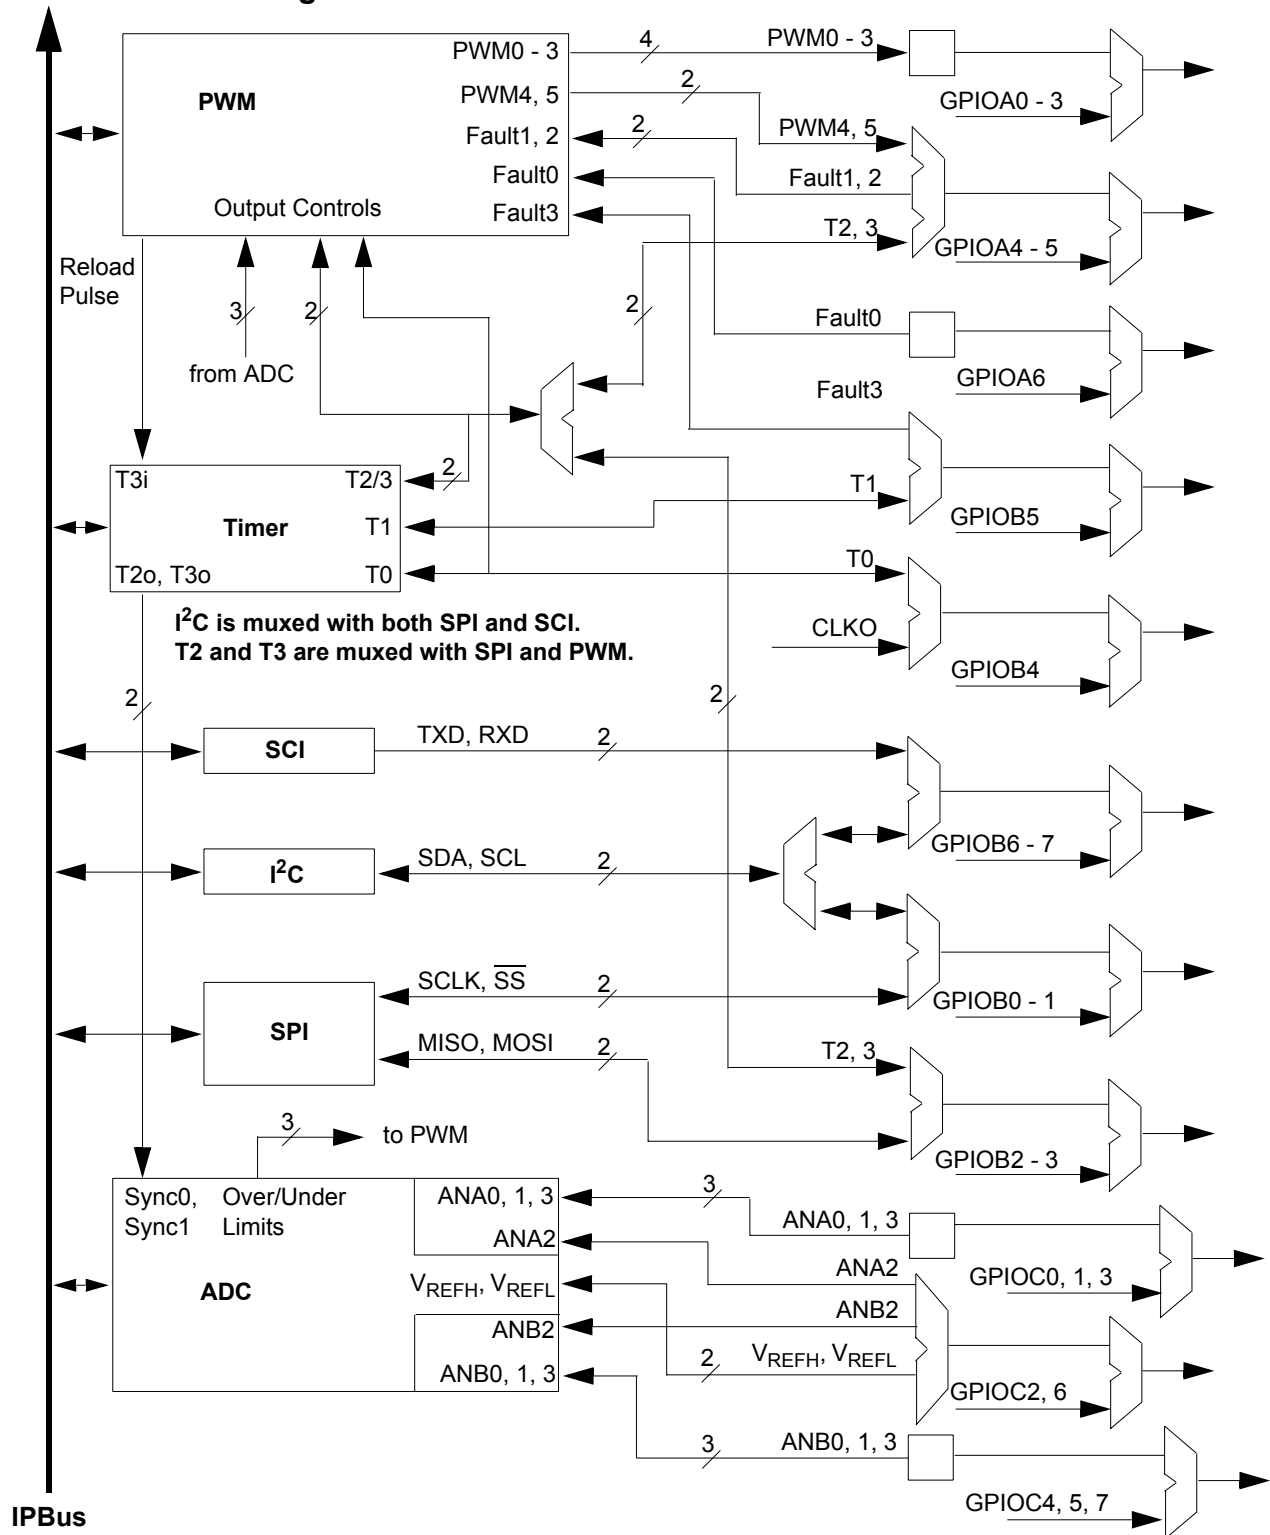 PWM0 - 3
4
PWM0 - 3
PWM
PWM4, 5
2
GPIOA0 - 3
Fault1, 2
2
PWM4, 5
Fault0
Fault1, 2
Output Controls
Fault3
T2, 3
GPIOA4 - 5
Reload
Pulse
3
2
2
Fault0
from ADC
GPIOA6
Fault3
T3i
T2/3
2
T1
Timer
T1
GPIOB5
T2o, T3o
T0
T0
I²C is muxed with both SPI and SCI.
T2 and T3 are muxed with SPI and PWM.
CLKO
GPIOB4
2
2
SCI
TXD, RXD
2
GPIOB6 - 7
I²C
SDA, SCL
2
SCLK, S̅S̅
2
GPIOB0 - 1
SPI
MISO, MOSI
2
T2, 3
3
to PWM
GPIOB2 - 3
Sync0,
Sync1
Over/Under
Limits
ANA0, 1, 3
3
ANA0, 1, 3
ANA2
ANA2
GPIOC0, 1, 3
ADC
VREFH, VREFL
ANB2
ANB2
2
VREFH, VREFL
ANB0, 1, 3
GPIOC2, 6
3
ANB0, 1, 3
GPIOC4, 5, 7
IPBus